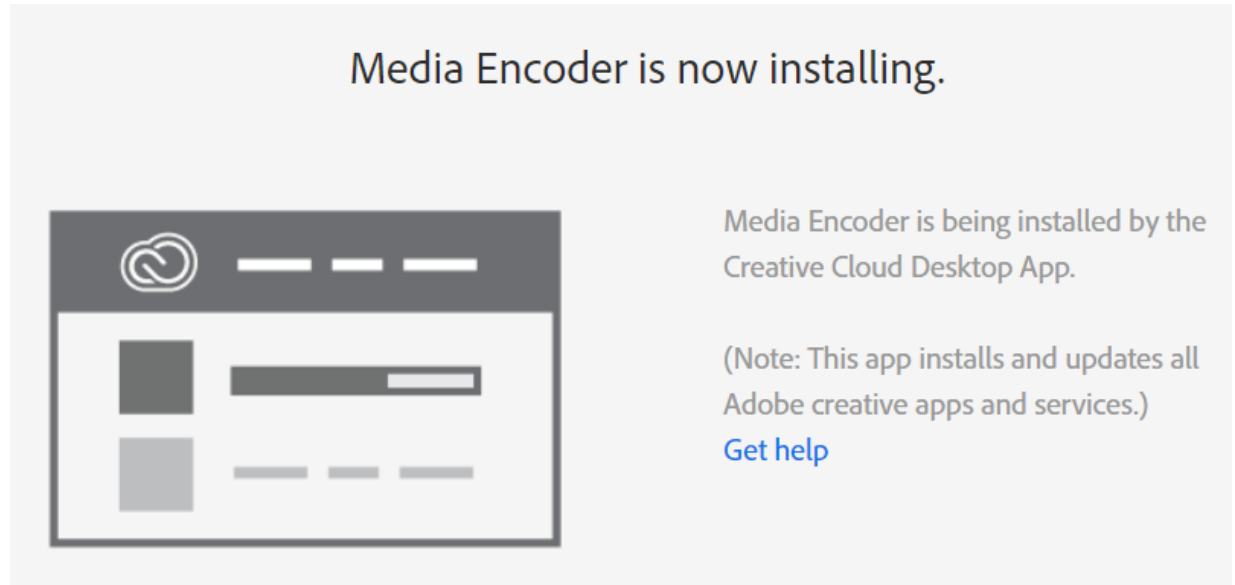 Media Encoder is now installing.
Media Encoder is being installed by the
Creative Cloud Desktop App.
(Note: This app installs and updates all
Adobe creative apps and services.)
Get help